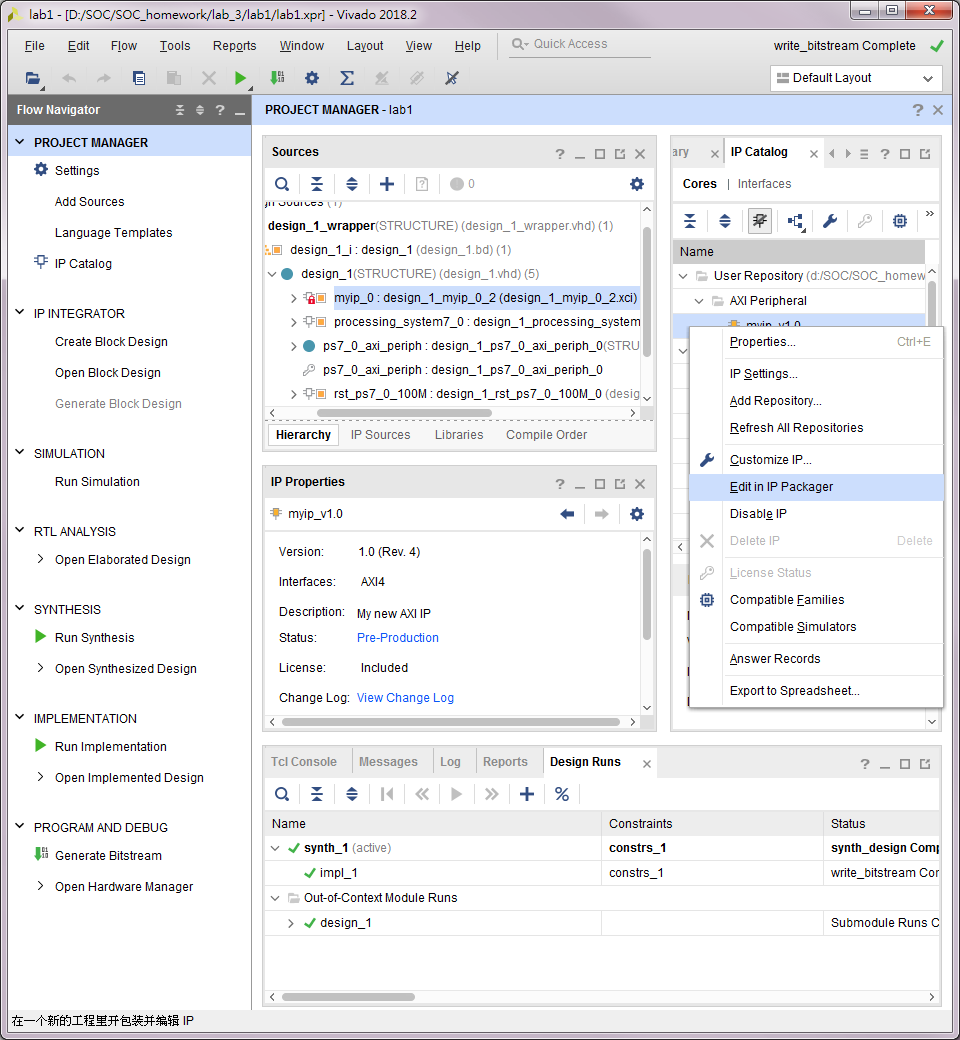 lab1 - [D:/SOC/SOC_homework/lab_3/lab1/lab1.xpr] - Vivado 2018.2
File Edit Flow Tools Reports Window Layout View Help Quick Access write_bitstream Complete
Default Layout
Flow Navigator
PROJECT MANAGER
Settings
Add Sources
Language Templates
IP Catalog
IP INTEGRATOR
Create Block Design
Open Block Design
Generate Block Design
SIMULATION
Run Simulation
RTL ANALYSIS
Open Elaborated Design
SYNTHESIS
Run Synthesis
Open Synthesized Design
IMPLEMENTATION
Run Implementation
Open Implemented Design
PROGRAM AND DEBUG
Generate Bitstream
Open Hardware Manager
PROJECT MANAGER - lab1
Sources
0
Sources (1)
design_1_wrapper(STRUCTURE) (design_1_wrapper.vhd) (1)
design_1_i : design_1 (design_1.bd) (1)
design_1(STRUCTURE) (design_1.vhd) (5)
myip_0 : design_1_myip_0_2 (design_1_myip_0_2.xci)
processing_system7_0 : design_1_processing_system
ps7_0_axi_periph : design_1_ps7_0_axi_periph_0(STRU
ps7_0_axi_periph : design_1_ps7_0_axi_periph_0
rst_ps7_0_100M : design_1_rst_ps7_0_100M_0 (desig
Hierarchy IP Sources Libraries Compile Order
IP Properties
myip_v1.0
Version: 1.0 (Rev. 4)
Interfaces: AXI4
Description: My new AXI IP
Status: Pre-Production
License: Included
Change Log: View Change Log
ary IP Catalog
Cores | Interfaces
Name
User Repository (d:/SOC/SOC_homew
AXI Peripheral
myip_v1.0
Properties... Ctrl+E
IP Settings...
Add Repository...
Refresh All Repositories
Customize IP...
Edit in IP Packager
Disable IP
Delete IP Delete
License Status
Compatible Families
Compatible Simulators
Answer Records
Export to Spreadsheet...
Tcl Console Messages Log Reports Design Runs
Name Constraints Status
synth_1 (active) constrs_1 synth_design Comp
impl_1 constrs_1 write_bitstream Cor
Out-of-Context Module Runs
design_1 Submodule Runs C
在一个新的工程里开包装并编辑 IP